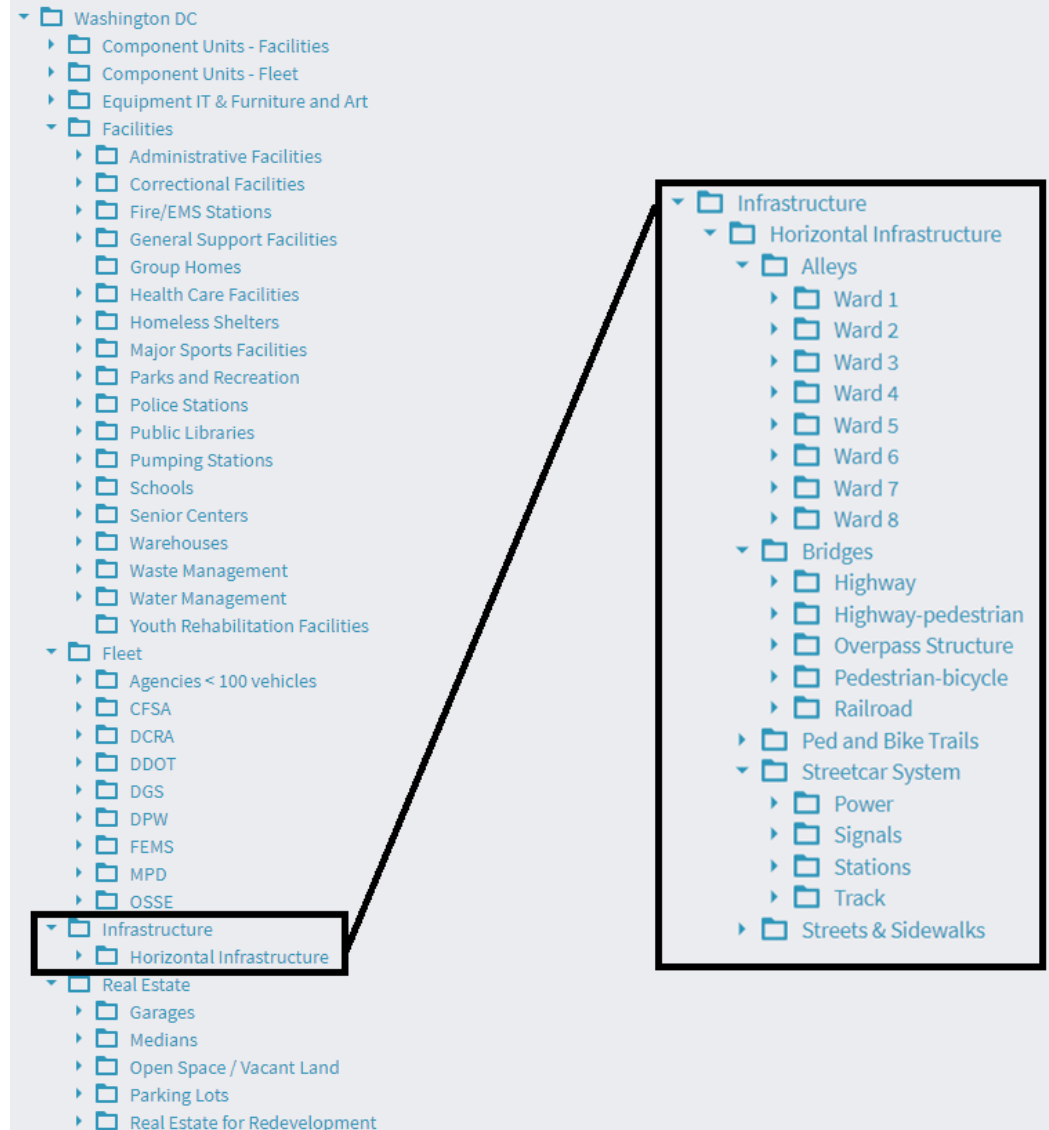 Washington DC
Component Units - Facilities
Component Units - Fleet
Equipment IT & Furniture and Art
Facilities
Administrative Facilities
Correctional Facilities
Fire/EMS Stations
General Support Facilities
Group Homes
Health Care Facilities
Homeless Shelters
Major Sports Facilities
Parks and Recreation
Police Stations
Public Libraries
Pumping Stations
Schools
Senior Centers
Warehouses
Waste Management
Water Management
Youth Rehabilitation Facilities
Fleet
Agencies < 100 vehicles
CFSA
DCRA
DDOT
DGS
DPW
FEMS
MPD
OSSE
Infrastructure
Horizontal Infrastructure
Real Estate
Garages
Medians
Open Space / Vacant Land
Parking Lots
Real Estate for Redevelopment
Infrastructure
Horizontal Infrastructure
Alleys
Ward 1
Ward 2
Ward 3
Ward 4
Ward 5
Ward 6
Ward 7
Ward 8
Bridges
Highway
Highway-pedestrian
Overpass Structure
Pedestrian-bicycle
Railroad
Ped and Bike Trails
Streetcar System
Power
Signals
Stations
Track
Streets & Sidewalks